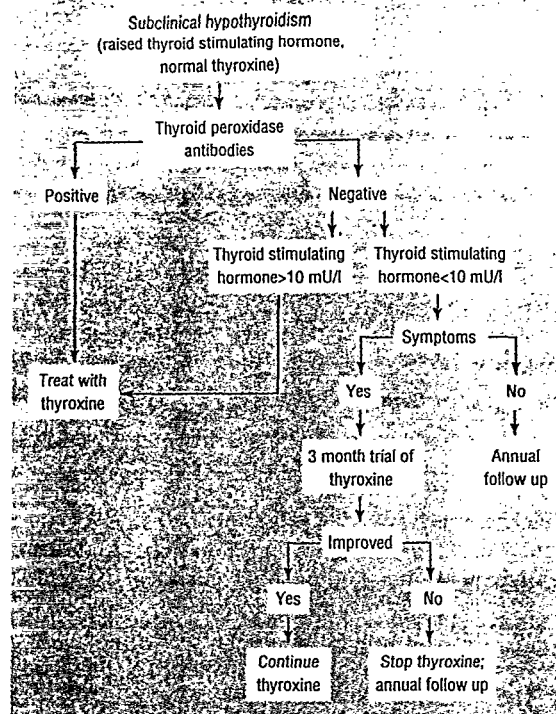 Subclinical hypothyroidism
(raised thyroid stimulating hormone,
normal thyroxine)
Thyroid peroxidase
antibodies
Positive
Negative
Thyroid stimulating
hormone>10 mU/l
Thyroid stimulating
hormone<10 mU/l
Symptoms
Treat with
thyroxine
Yes
No
3 month trial of
thyroxine
Annual
follow up
Improved
Yes
No
Continue
thyroxine
Stop thyroxine;
annual follow up